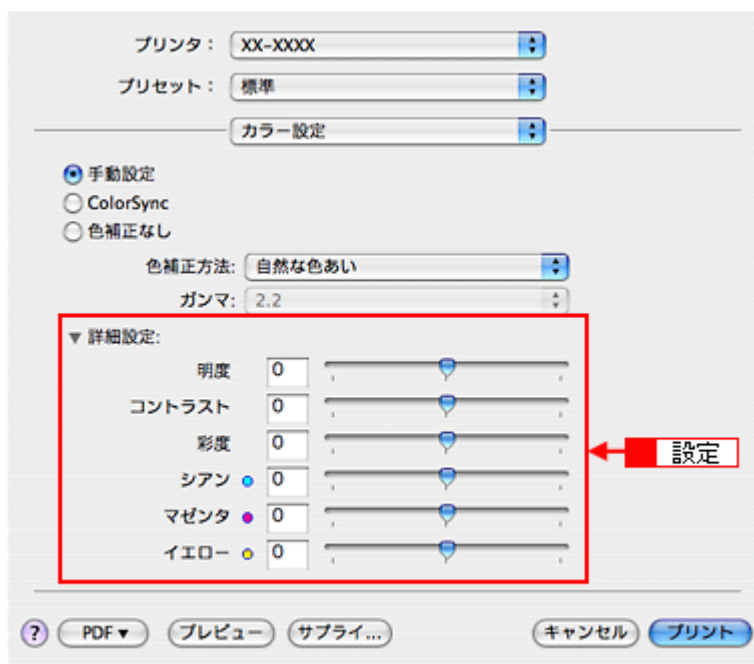 プリンタ： XX-XXXX
プリセット： 標準
カラー設定
手動設定
ColorSync
色補正なし
色補正方法: 自然な色あい
ガンマ: 2.2
▼ 詳細設定:
明度 0
コントラスト 0
彩度 0
シアン 0
マゼンタ 0
イエロー 0
設定
? PDF▼ プレビュー サプライ... キャンセル プリント